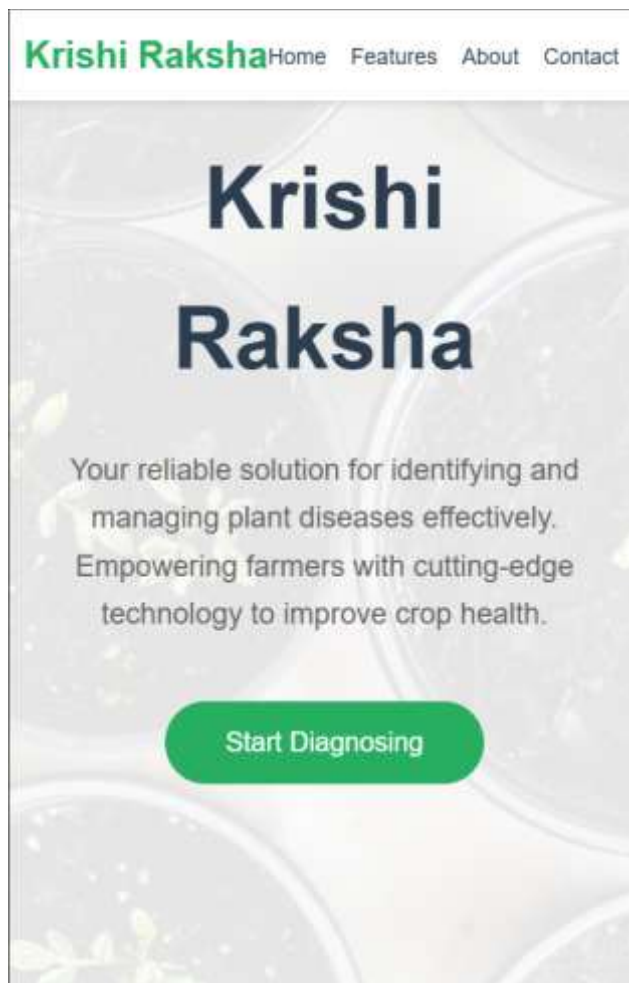 Krishi Raksha Home Features About Contact
Krishi
Raksha
Your reliable solution for identifying and
managing plant diseases effectively.
Empowering farmers with cutting-edge
technology to improve crop health.
Start Diagnosing